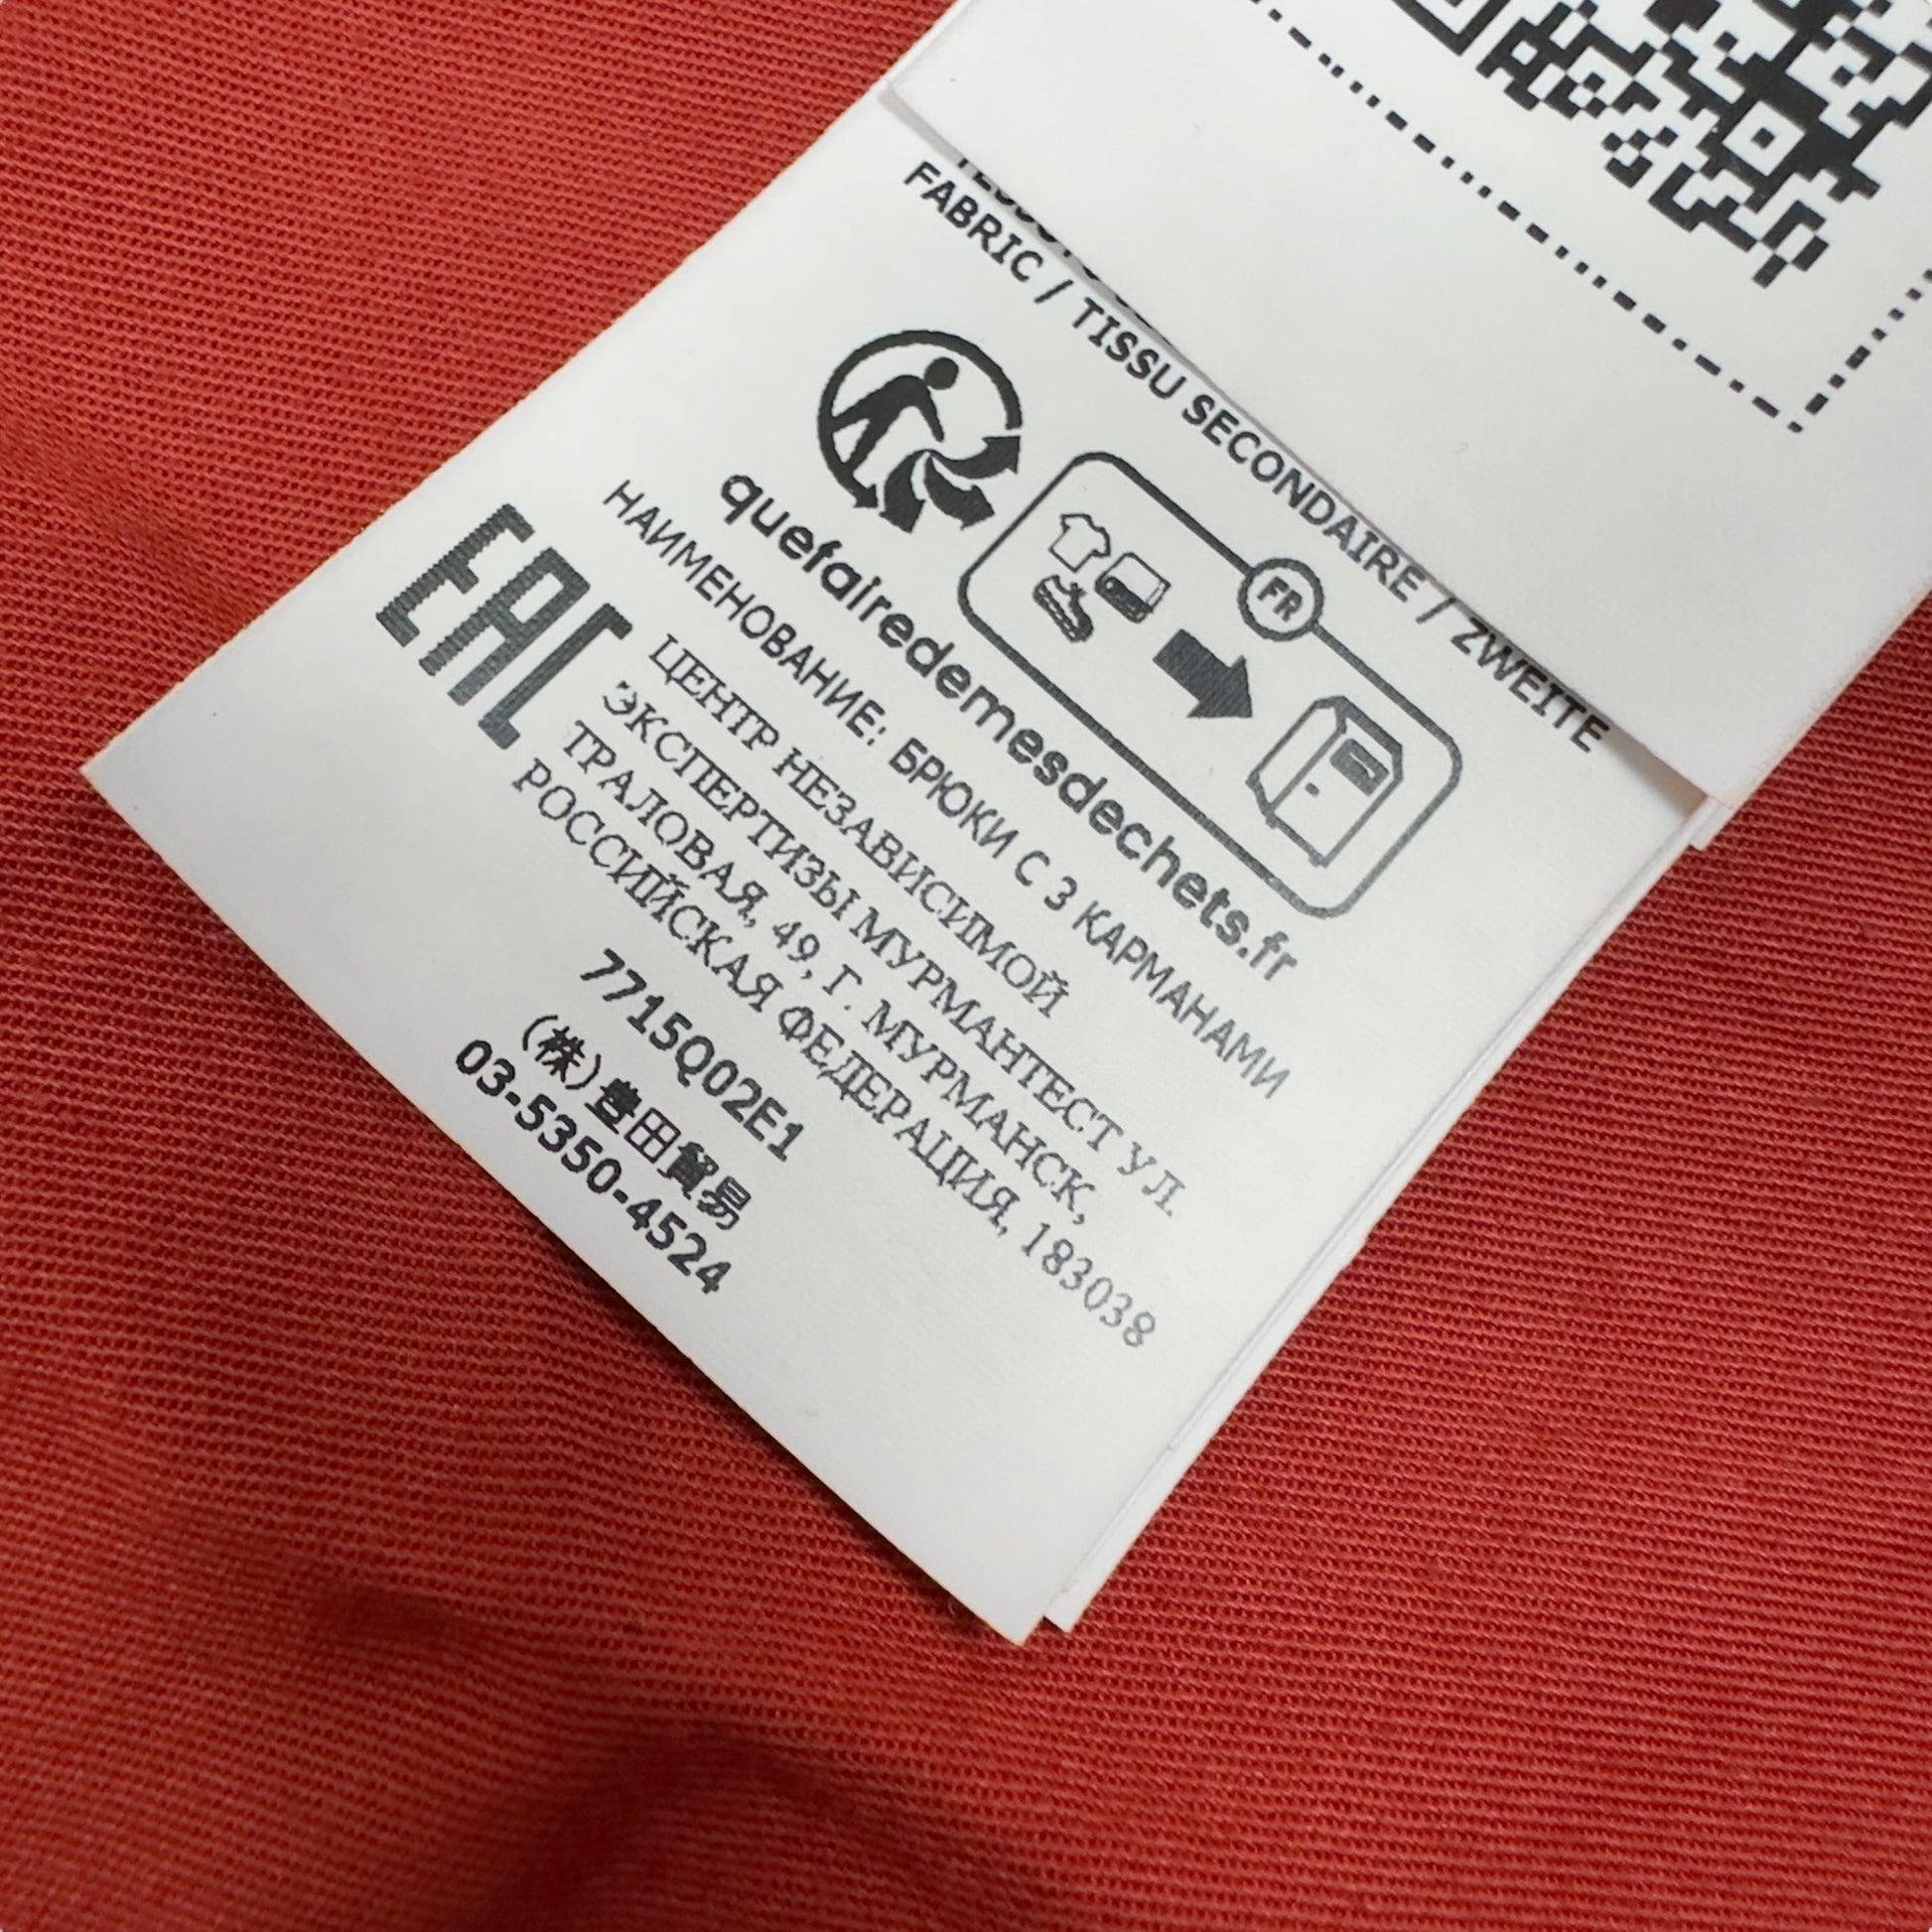 FABRIC / TISSU SECONDAIRE / ZWEITE
FR
quefairedemesdechets.fr
НАИМЕНОВАНИЕ: БРЮКИ С 3 КАРМАНАМИ
EAC
ЦЕНТР НЕЗАВИСИМОЙ
ЭКСПЕРТИЗЫ МУРМАНТЕСТ УЛ.
ТРАЛОВАЯ, 49, Г. МУРМАНСК,
РОССИЙСКАЯ ФЕДЕРАЦИЯ, 183038
7715Q02E1
(株)豊田貿易
03-5350-4524